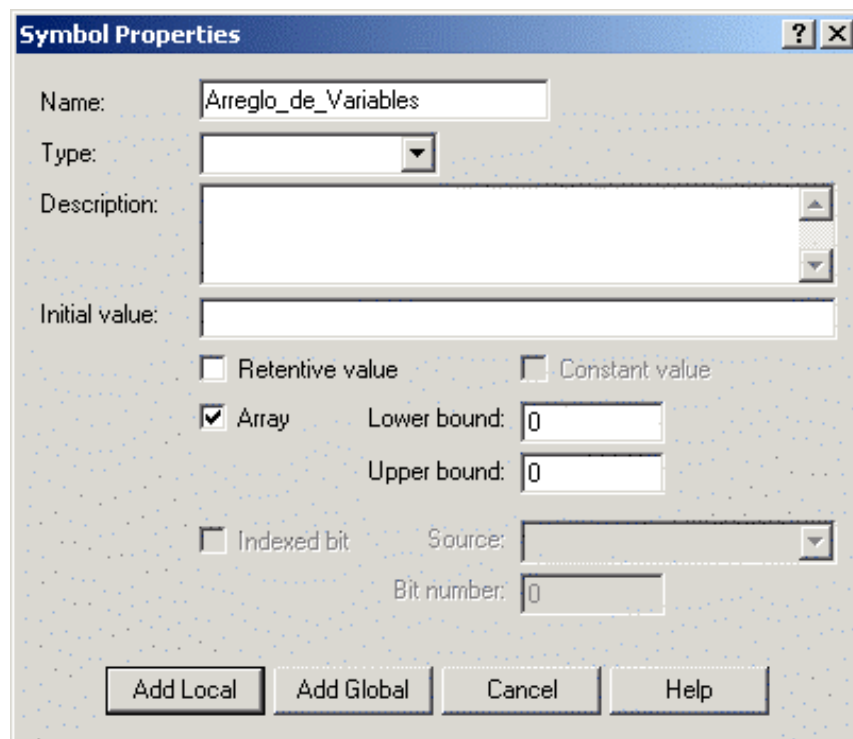 Symbol Properties
Name: Arreglo_de_Variables
Type:
Description:
Initial value:
Retentive value Constant value
Array Lower bound: 0
Upper bound: 0
Indexed bit Source:
Bit number: 0
Add Local Add Global Cancel Help